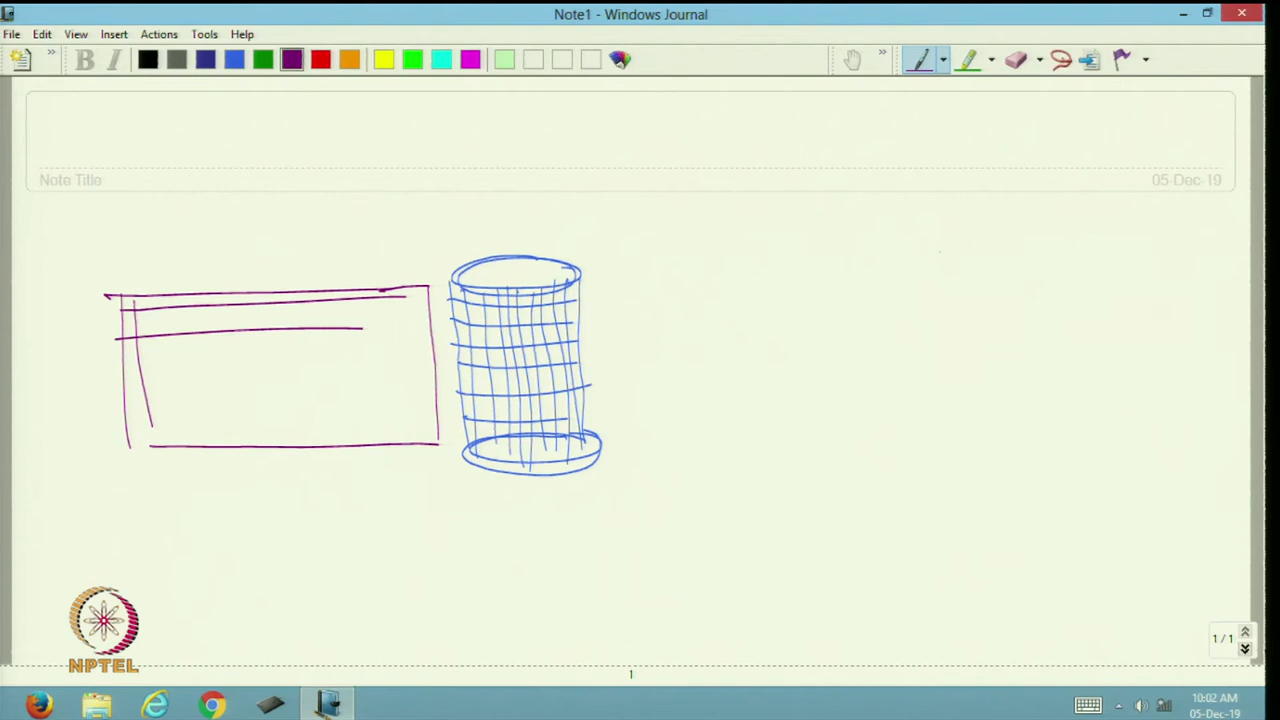 Note1 - Windows Journal
File Edit View Insert Actions Tools Help
B I
Note Title
05-Dec-19
1 / 1
NPTEL
1
10:02 AM
05-Dec-19